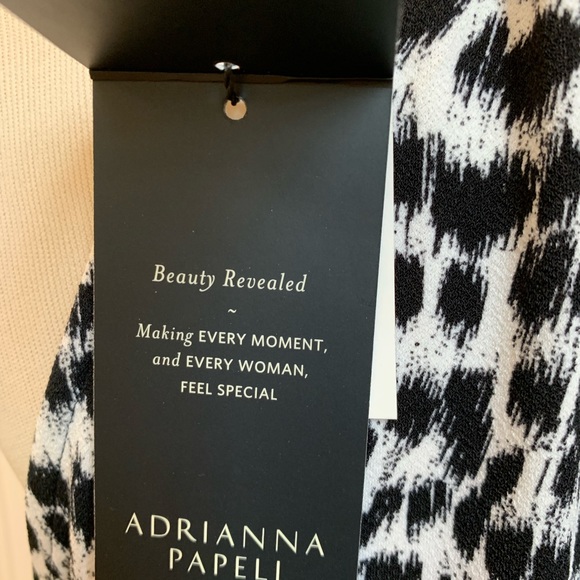 Beauty Revealed
~
Making EVERY MOMENT,
and EVERY WOMAN,
FEEL SPECIAL
ADRIANNA
PAPELL